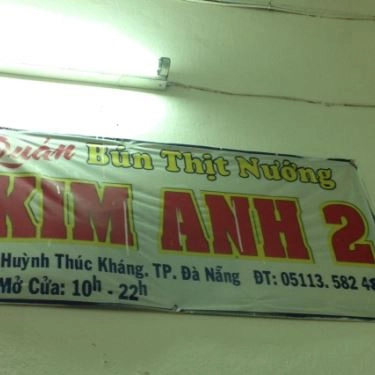 Quán Bún Thịt Nướng
KIM ANH 2
Huỳnh Thúc Kháng. TP. Đà Nẵng ĐT: 05113. 582 48
Mở Cửa: 10h - 22h